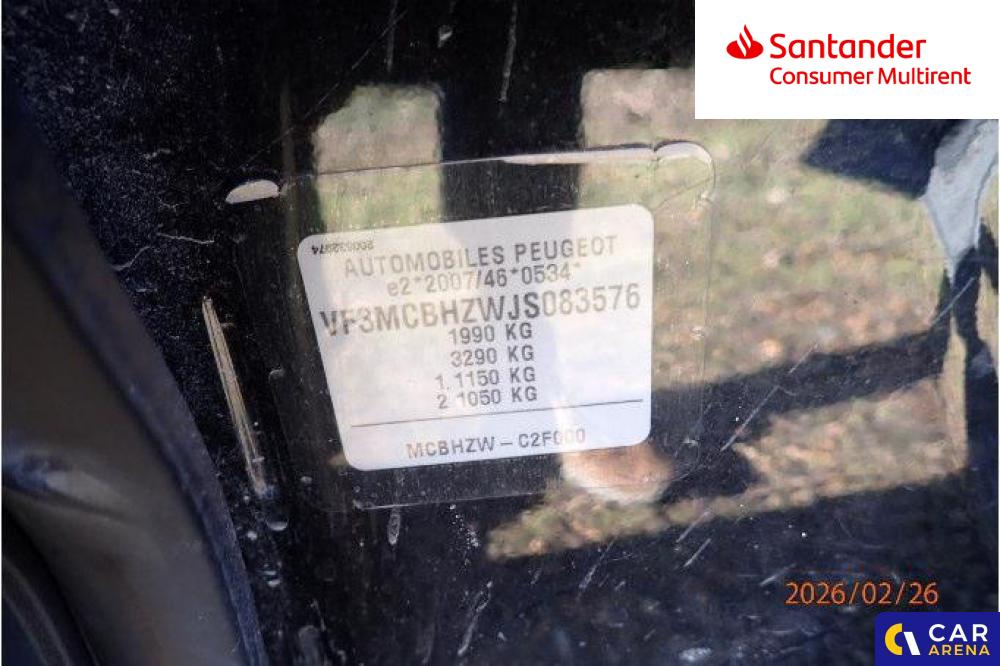 Santander
Consumer Multirent
AUTOMOBILES PEUGEOT
e2*2007/46*0534*
VF3MCBHZWJS083576
1990 KG
3290 KG
1. 1150 KG
2. 1050 KG
MCBHZW – C2F000
2026/02/26
CAR
ARENA